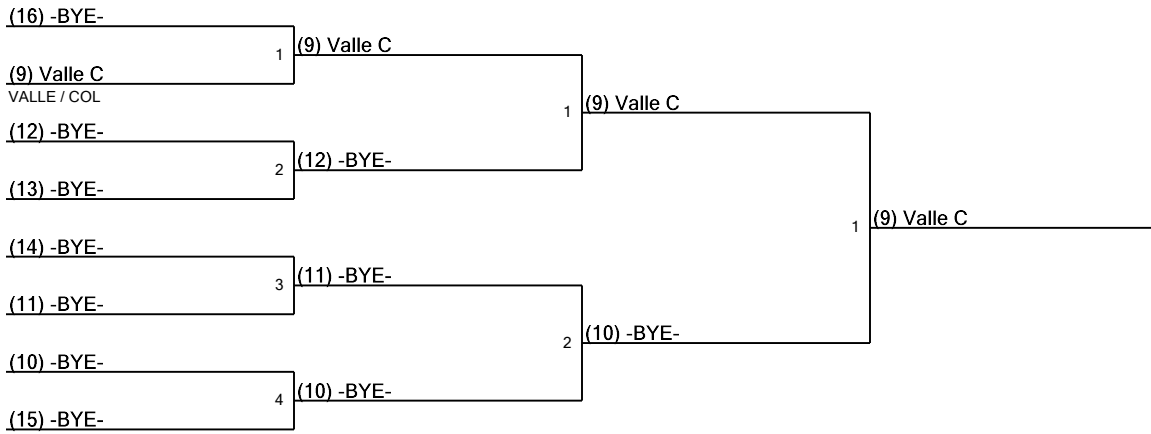 (16) -BYE-
1
(9) Valle C
(9) Valle C
VALLE / COL
1
(9) Valle C
(12) -BYE-
2
(12) -BYE-
(13) -BYE-
1
(9) Valle C
(14) -BYE-
3
(11) -BYE-
(11) -BYE-
2
(10) -BYE-
(10) -BYE-
4
(10) -BYE-
(15) -BYE-